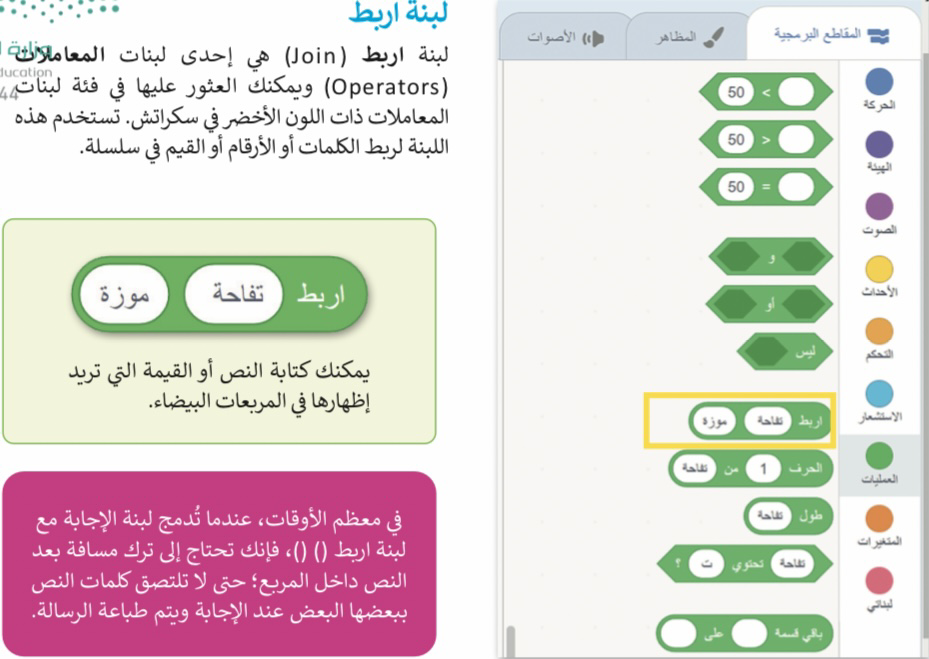 لبنة اربط
لبنة اربط (Join) هي إحدى لبنات المعاملات
(Operators) ويمكنك العثور عليها في فئة لبنات
المعاملات ذات اللون الأخضر في سكراتش. تستخدم هذه
اللبنة لربط الكلمات أو الأرقام أو القيم في سلسلة.
اربط تفاحة موزة
يمكنك كتابة النص أو القيمة التي تريد
إظهارها في المربعات البيضاء.
في معظم الأوقات، عندما تُدمج لبنة الإجابة مع
لبنة اربط () ()، فإنك تحتاج إلى ترك مسافة بعد
النص داخل المربع؛ حتى لا تلتصق كلمات النص
ببعضها البعض عند الإجابة ويتم طباعة الرسالة.
المقاطع البرمجية
المظاهر
الأصوات
الحركة
الهيئة
الصوت
الأحداث
التحكم
الاستشعار
العمليات
المتغيرات
لبناتي
< 50
> 50
= 50
و
او
ليس
اربط تفاحة موزة
الحرف 1 من تفاحة
طول تفاحة
تفاحة تحتوي ت ؟
باقي قسمة على